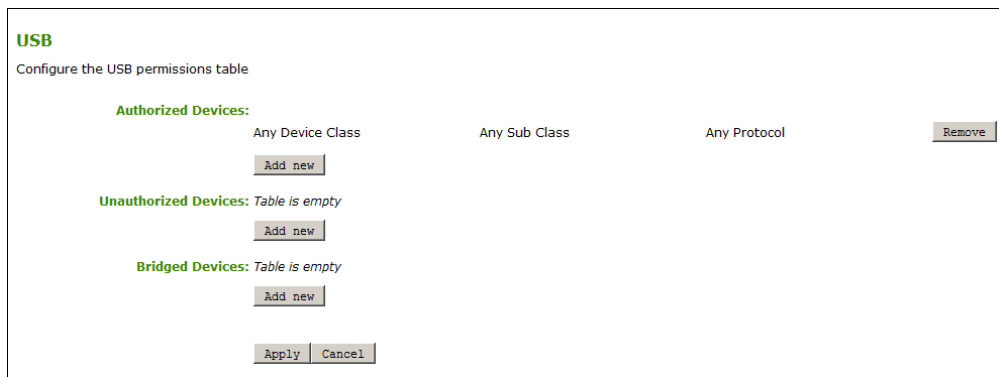 USB
Configure the USB permissions table
Authorized Devices:
Any Device Class Any Sub Class Any Protocol Remove
Add new
Unauthorized Devices: Table is empty
Add new
Bridged Devices: Table is empty
Add new
Apply Cancel